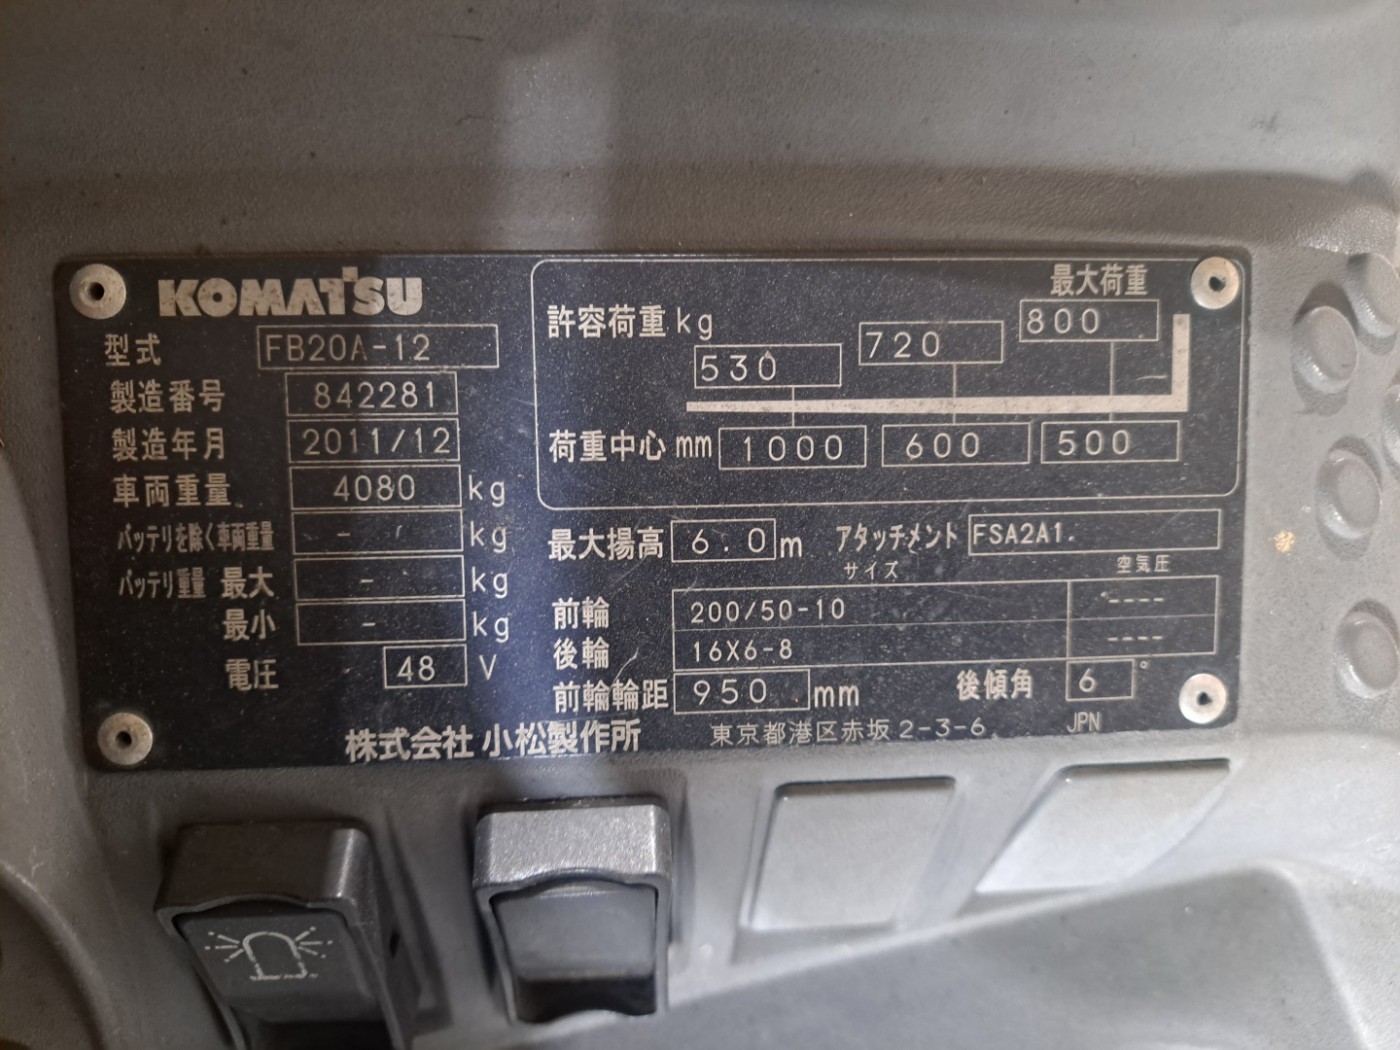 KOMATSU
型式 FB20A-12
製造番号 842281
製造年月 2011/12
車両重量 4080 kg
バッテリを除く車両重量 - kg
バッテリ重量 最大 - kg
最小 - kg
電圧 48 V
最大荷重
許容荷重 kg 530 720 800
荷重中心 mm 1000 600 500
最大揚高 6.0 m アタッチメント FSA2A1.
サイズ 空気圧
前輪 200/50-10 ----
後輪 16X6-8 ----
前輪輪距 950 mm 後傾角 6 °
株式会社 小松製作所 東京都港区赤坂2-3-6 JPN